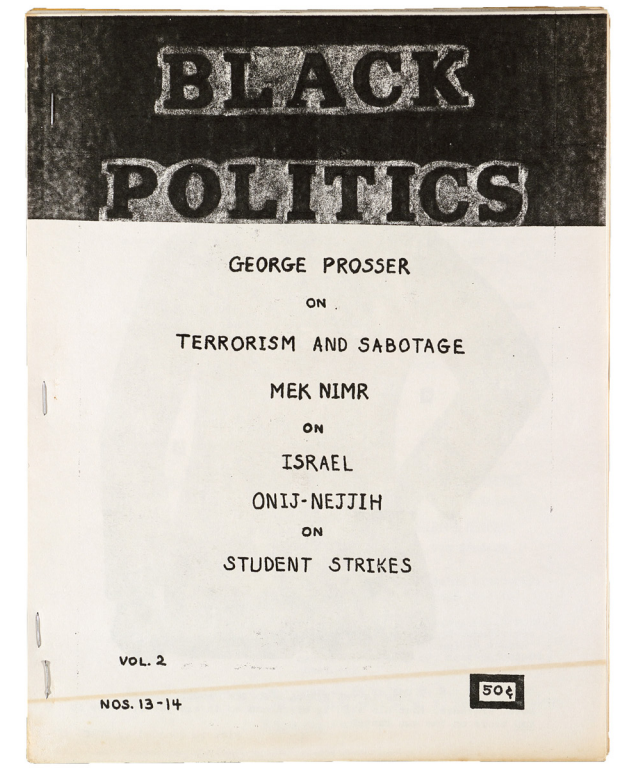 BLACK
POLITICS
GEORGE PROSSER
ON
TERRORISM AND SABOTAGE
MEK NIMR
ON
ISRAEL
ONIJ-NEJJIH
ON
STUDENT STRIKES
VOL. 2
NOS. 13-14
50¢